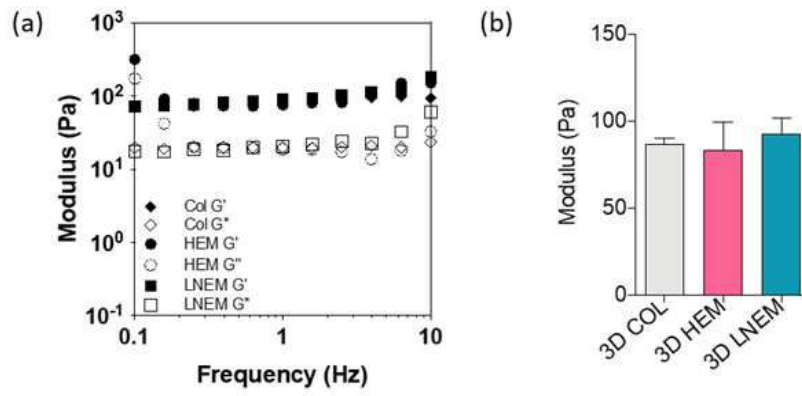 (a)
Modulus (Pa)
10³
10²
10¹
10⁰
10⁻¹
Col G'
Col G"
HEM G'
HEM G"
LNEM G'
LNEM G"
0.1
1
10
Frequency (Hz)
(b)
Modulus (Pa)
150
100
50
0
3D COL
3D HEM
3D LNEM